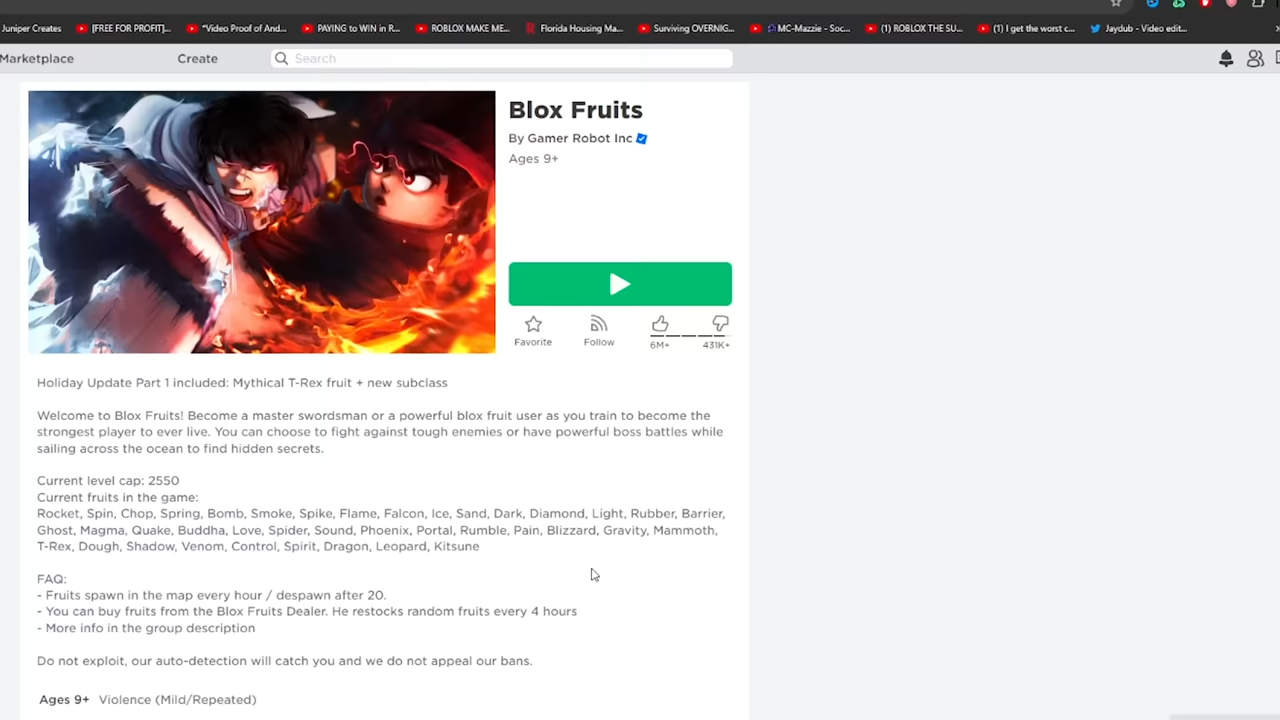 Juniper Creates
[FREE FOR PROFIT]...
"Video Proof of And...
PAYING to WIN in R...
ROBLOX MAKE ME...
Florida Housing Ma...
Surviving OVERNIG...
MC-Mazzie - Soc...
(1) ROBLOX THE SU...
(1) I get the worst c...
Jaydub - Video edit...
Marketplace
Create
Search
Blox Fruits
By Gamer Robot Inc
Ages 9+
Favorite
Follow
6M+
431K+
Holiday Update Part 1 included: Mythical T-Rex fruit + new subclass
Welcome to Blox Fruits! Become a master swordsman or a powerful blox fruit user as you train to become the
strongest player to ever live. You can choose to fight against tough enemies or have powerful boss battles while
sailing across the ocean to find hidden secrets.
Current level cap: 2550
Current fruits in the game:
Rocket, Spin, Chop, Spring, Bomb, Smoke, Spike, Flame, Falcon, Ice, Sand, Dark, Diamond, Light, Rubber, Barrier,
Ghost, Magma, Quake, Buddha, Love, Spider, Sound, Phoenix, Portal, Rumble, Pain, Blizzard, Gravity, Mammoth,
T-Rex, Dough, Shadow, Venom, Control, Spirit, Dragon, Leopard, Kitsune
FAQ:
- Fruits spawn in the map every hour / despawn after 20.
- You can buy fruits from the Blox Fruits Dealer. He restocks random fruits every 4 hours
- More info in the group description
Do not exploit, our auto-detection will catch you and we do not appeal our bans.
Ages 9+ Violence (Mild/Repeated)